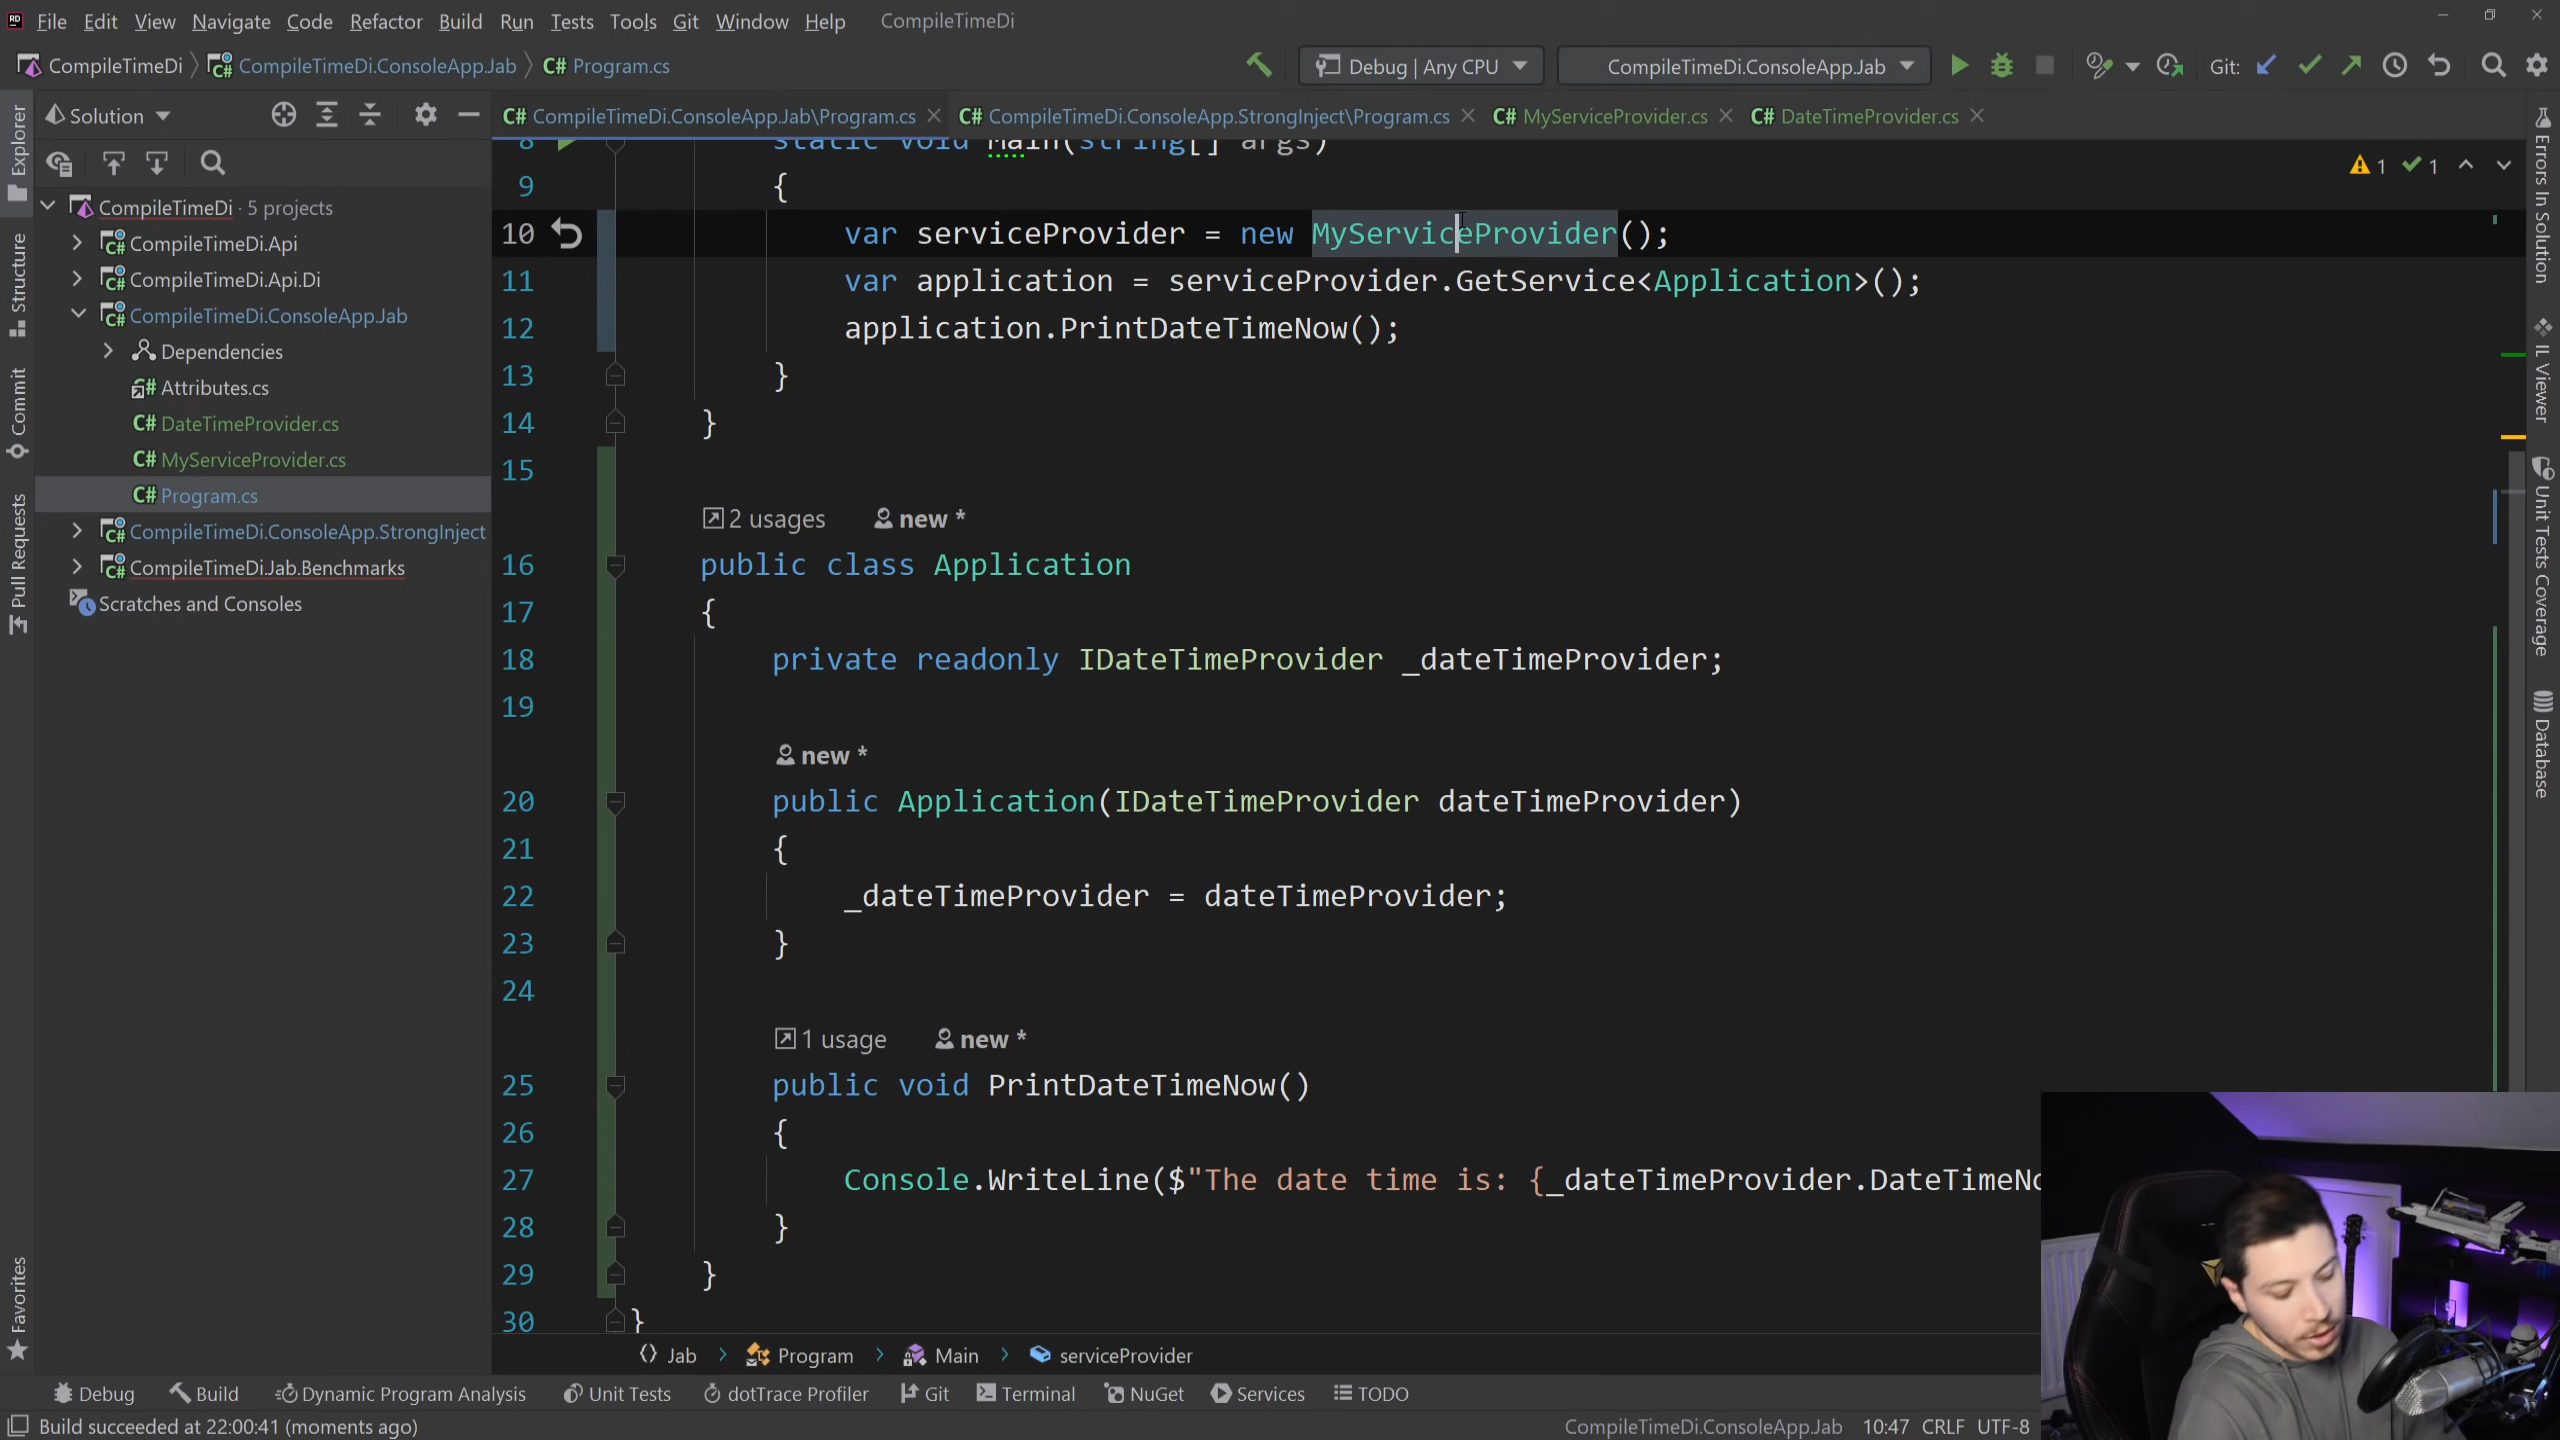 File Edit View Navigate Code Refactor Build Run Tests Tools Git Window Help CompileTimeDi
CompileTimeDi CompileTimeDi.ConsoleApp.Jab C# Program.cs Debug | Any CPU CompileTimeDi.ConsoleApp.Jab Git:
Solution C# CompileTimeDi.ConsoleApp.Jab\Program.cs C# CompileTimeDi.ConsoleApp.StrongInject\Program.cs C# MyServiceProvider.cs C# DateTimeProvider.cs
Explorer
Structure
Commit
Pull Requests
Favorites
CompileTimeDi · 5 projects
CompileTimeDi.Api
CompileTimeDi.Api.Di
CompileTimeDi.ConsoleApp.Jab
Dependencies
C# Attributes.cs
C# DateTimeProvider.cs
C# MyServiceProvider.cs
C# Program.cs
CompileTimeDi.ConsoleApp.StrongInject
CompileTimeDi.Jab.Benchmarks
Scratches and Consoles
1 1
8 static void Main(string[] args)
9 {
10 var serviceProvider = new MyServiceProvider();
11 var application = serviceProvider.GetService<Application>();
12 application.PrintDateTimeNow();
13 }
14 }
15
2 usages new *
16 public class Application
17 {
18 private readonly IDateTimeProvider _dateTimeProvider;
19
new *
20 public Application(IDateTimeProvider dateTimeProvider)
21 {
22 _dateTimeProvider = dateTimeProvider;
23 }
24
1 usage new *
25 public void PrintDateTimeNow()
26 {
27 Console.WriteLine($"The date time is: {_dateTimeProvider.DateTimeNo
28 }
29 }
30 }
Errors In Solution
IL Viewer
Unit Tests Coverage
Database
Jab Program Main serviceProvider
Debug Build Dynamic Program Analysis Unit Tests dotTrace Profiler Git Terminal NuGet Services TODO
Build succeeded at 22:00:41 (moments ago) CompileTimeDi.ConsoleApp.Jab 10:47 CRLF UTF-8